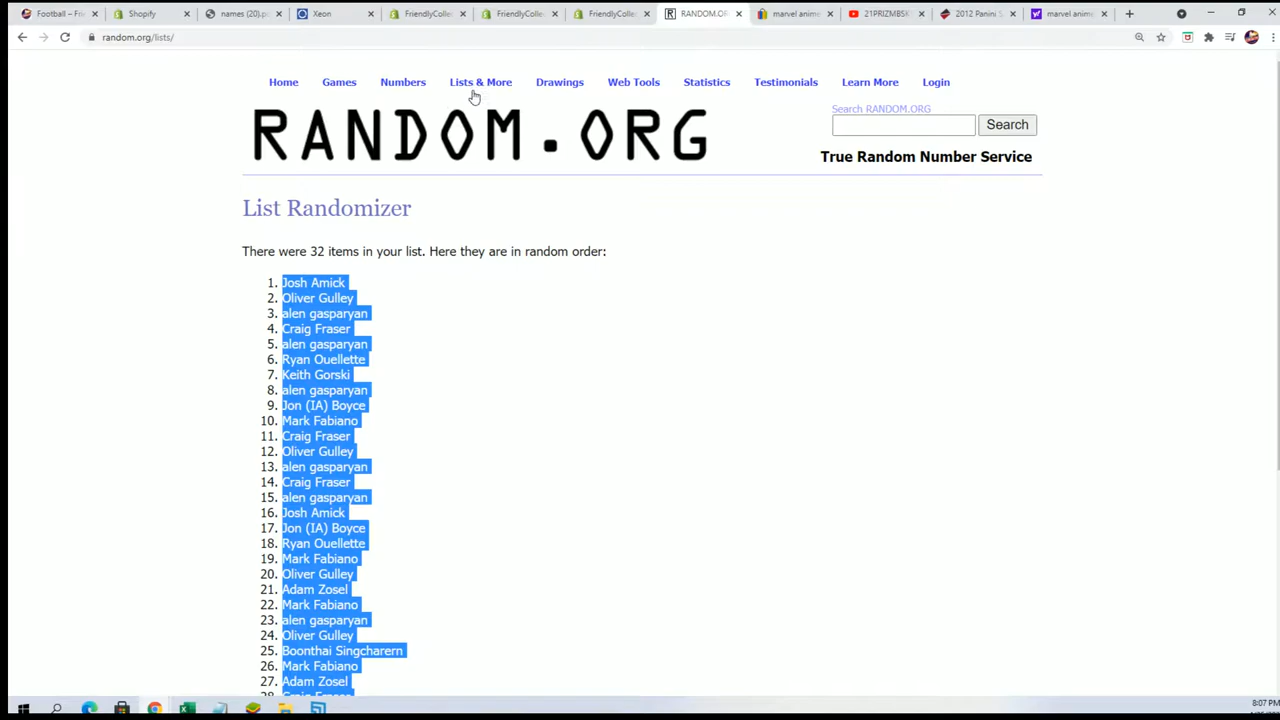 Football – Frie
Shopify
names (20).pd
Xeon
FriendlyCollec
FriendlyCollec
FriendlyCollec
RANDOM.ORG
marvel anime
21PRIZMBSK
2012 Panini S
marvel anime
random.org/lists/
Home Games Numbers Lists & More Drawings Web Tools Statistics Testimonials Learn More Login
RANDOM.ORG
Search RANDOM.ORG
Search
True Random Number Service
List Randomizer
There were 32 items in your list. Here they are in random order:
1. Josh Amick
2. Oliver Gulley
3. alen gasparyan
4. Craig Fraser
5. alen gasparyan
6. Ryan Ouellette
7. Keith Gorski
8. alen gasparyan
9. Jon (IA) Boyce
10. Mark Fabiano
11. Craig Fraser
12. Oliver Gulley
13. alen gasparyan
14. Craig Fraser
15. alen gasparyan
16. Josh Amick
17. Jon (IA) Boyce
18. Ryan Ouellette
19. Mark Fabiano
20. Oliver Gulley
21. Adam Zosel
22. Mark Fabiano
23. alen gasparyan
24. Oliver Gulley
25. Boonthai Singcharern
26. Mark Fabiano
27. Adam Zosel
28. Craig Fraser
8:07 PM